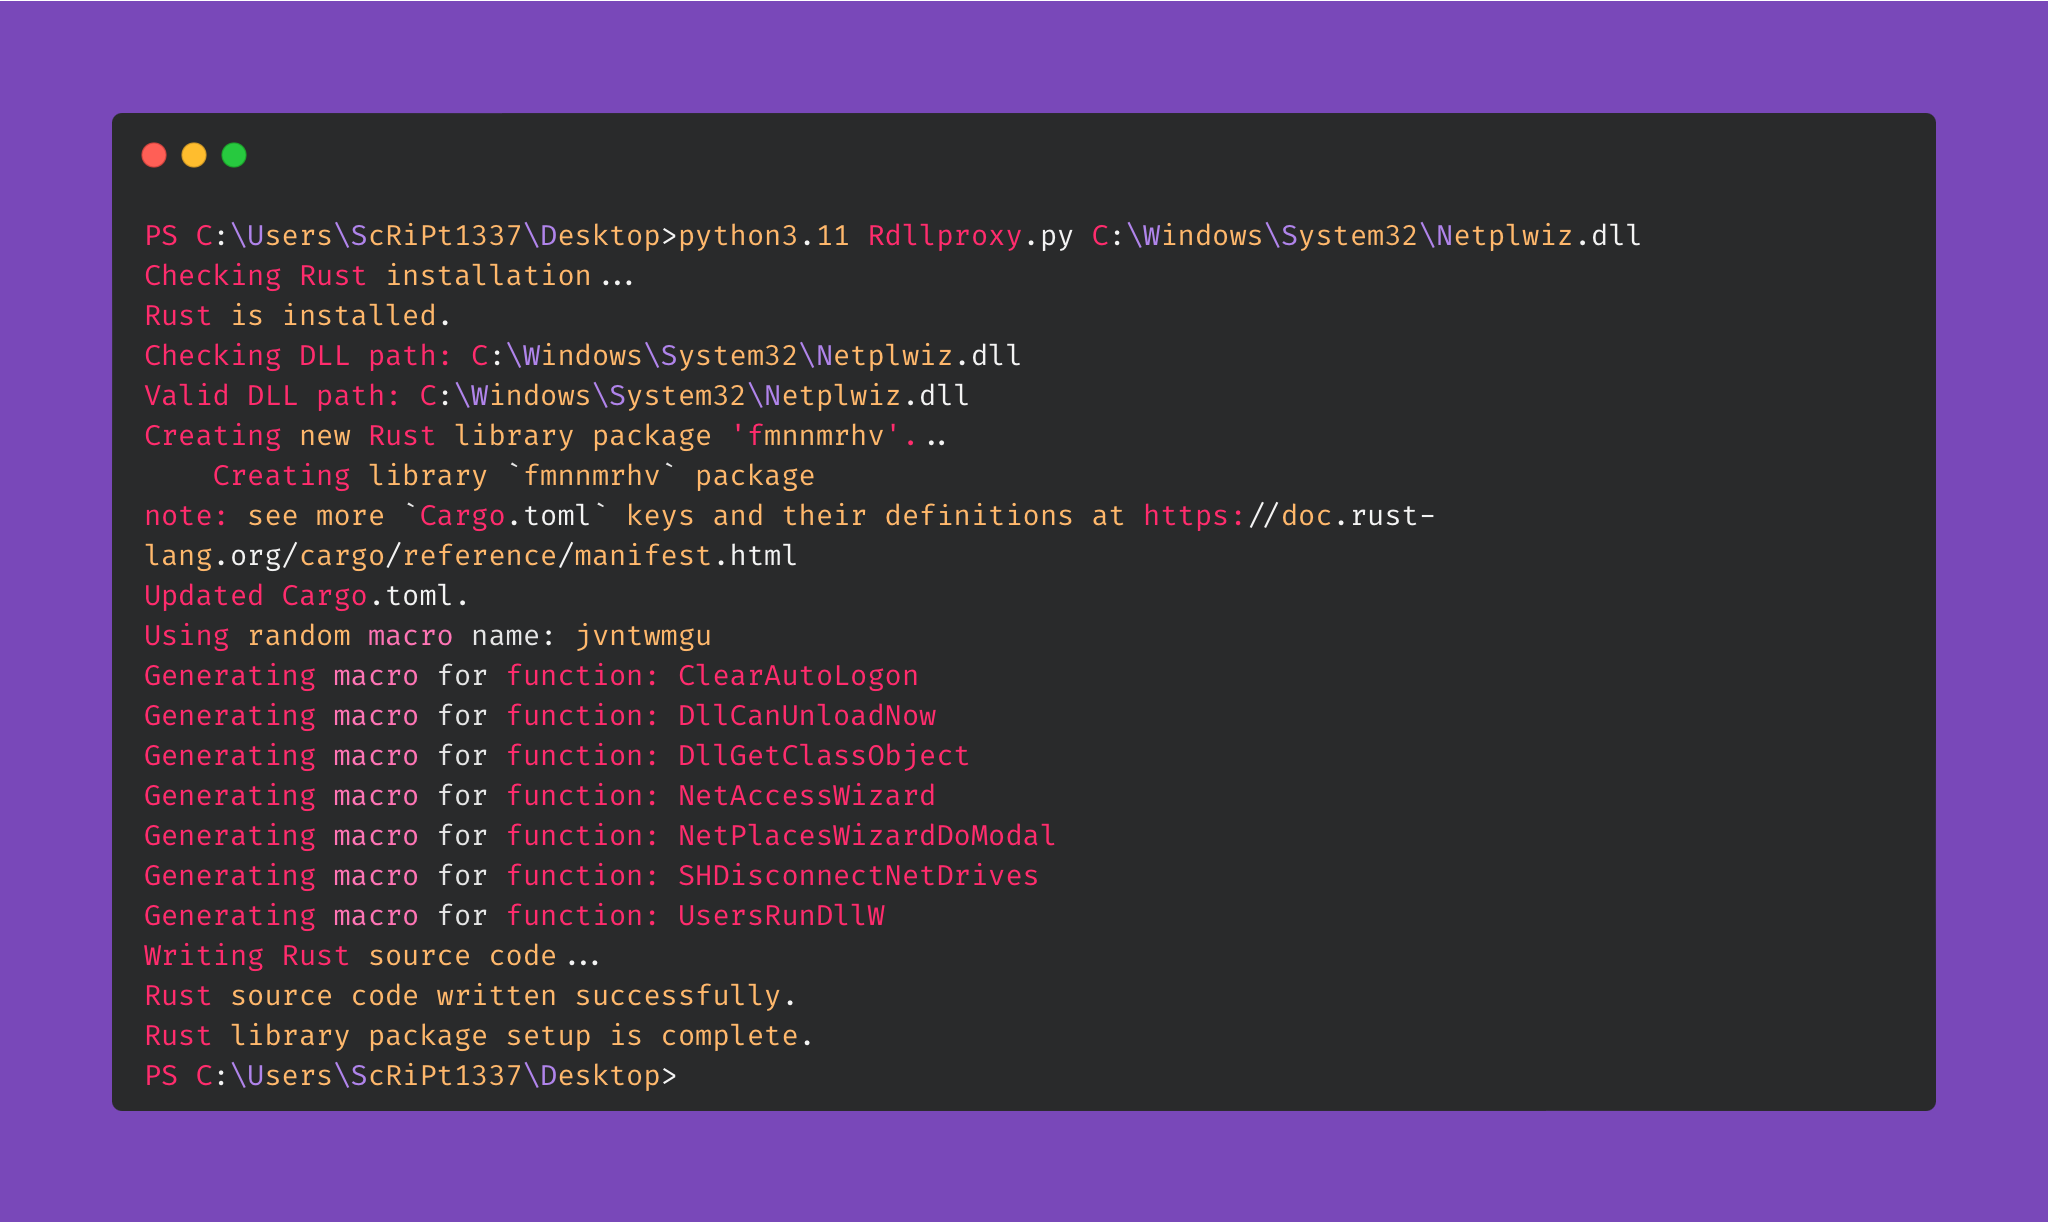 PS C:\Users\ScRiPt1337\Desktop>python3.11 Rdllproxy.py C:\Windows\System32\Netplwiz.dll
Checking Rust installation...
Rust is installed.
Checking DLL path: C:\Windows\System32\Netplwiz.dll
Valid DLL path: C:\Windows\System32\Netplwiz.dll
Creating new Rust library package 'fmnnmrhv'...
    Creating library `fmnnmrhv` package
note: see more `Cargo.toml` keys and their definitions at https://doc.rust-
lang.org/cargo/reference/manifest.html
Updated Cargo.toml.
Using random macro name: jvntwmgu
Generating macro for function: ClearAutoLogon
Generating macro for function: DllCanUnloadNow
Generating macro for function: DllGetClassObject
Generating macro for function: NetAccessWizard
Generating macro for function: NetPlacesWizardDoModal
Generating macro for function: SHDisconnectNetDrives
Generating macro for function: UsersRunDllW
Writing Rust source code...
Rust source code written successfully.
Rust library package setup is complete.
PS C:\Users\ScRiPt1337\Desktop>